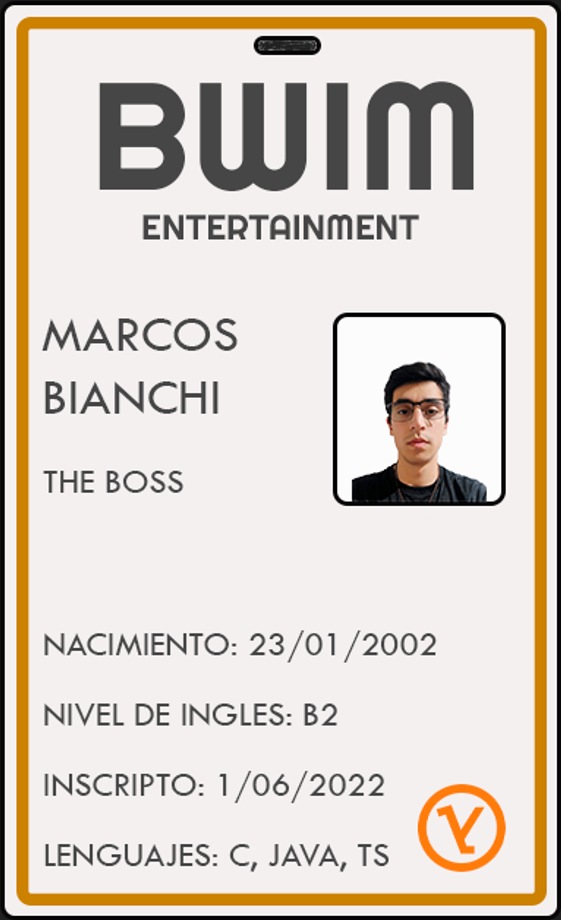 BWIM
ENTERTAINMENT
MARCOS
BIANCHI
THE BOSS
NACIMIENTO: 23/01/2002
NIVEL DE INGLES: B2
INSCRIPTO: 1/06/2022
LENGUAJES: C, JAVA, TS